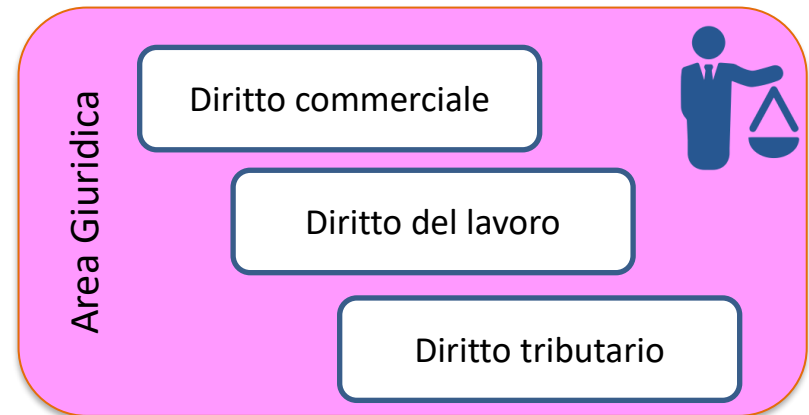 Area Giuridica
Diritto commerciale
Diritto del lavoro
Diritto tributario